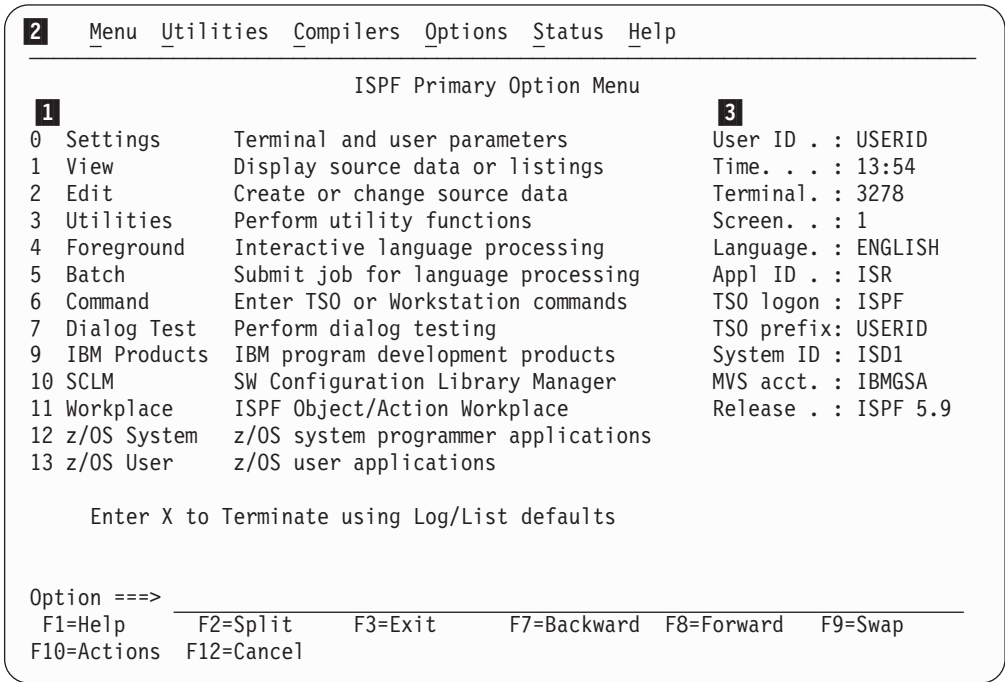 2 Menu Utilities Compilers Options Status Help
ISPF Primary Option Menu
1 3
0 Settings Terminal and user parameters User ID . : USERID
1 View Display source data or listings Time. . . : 13:54
2 Edit Create or change source data Terminal. : 3278
3 Utilities Perform utility functions Screen. . : 1
4 Foreground Interactive language processing Language. : ENGLISH
5 Batch Submit job for language processing Appl ID . : ISR
6 Command Enter TSO or Workstation commands TSO logon : ISPF
7 Dialog Test Perform dialog testing TSO prefix: USERID
9 IBM Products IBM program development products System ID : ISD1
10 SCLM SW Configuration Library Manager MVS acct. : IBMGSA
11 Workplace ISPF Object/Action Workplace Release . : ISPF 5.9
12 z/OS System z/OS system programmer applications
13 z/OS User z/OS user applications
Enter X to Terminate using Log/List defaults
Option ===>
F1=Help F2=Split F3=Exit F7=Backward F8=Forward F9=Swap
F10=Actions F12=Cancel